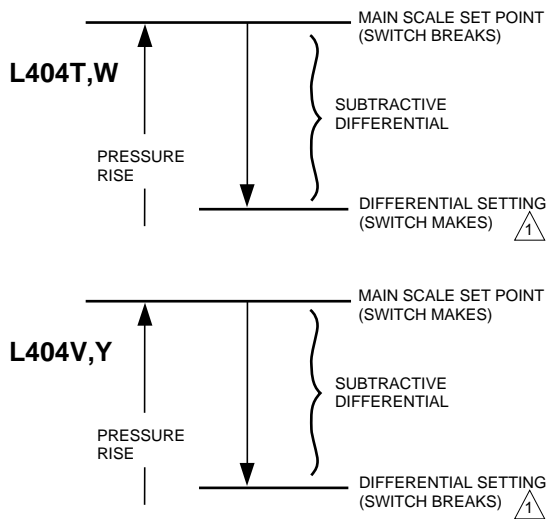 MAIN SCALE SET POINT
(SWITCH BREAKS)
L404T,W
SUBTRACTIVE
DIFFERENTIAL
PRESSURE
RISE
DIFFERENTIAL SETTING
(SWITCH MAKES)
1
MAIN SCALE SET POINT
(SWITCH MAKES)
L404V,Y
SUBTRACTIVE
DIFFERENTIAL
PRESSURE
RISE
DIFFERENTIAL SETTING
(SWITCH BREAKS)
1